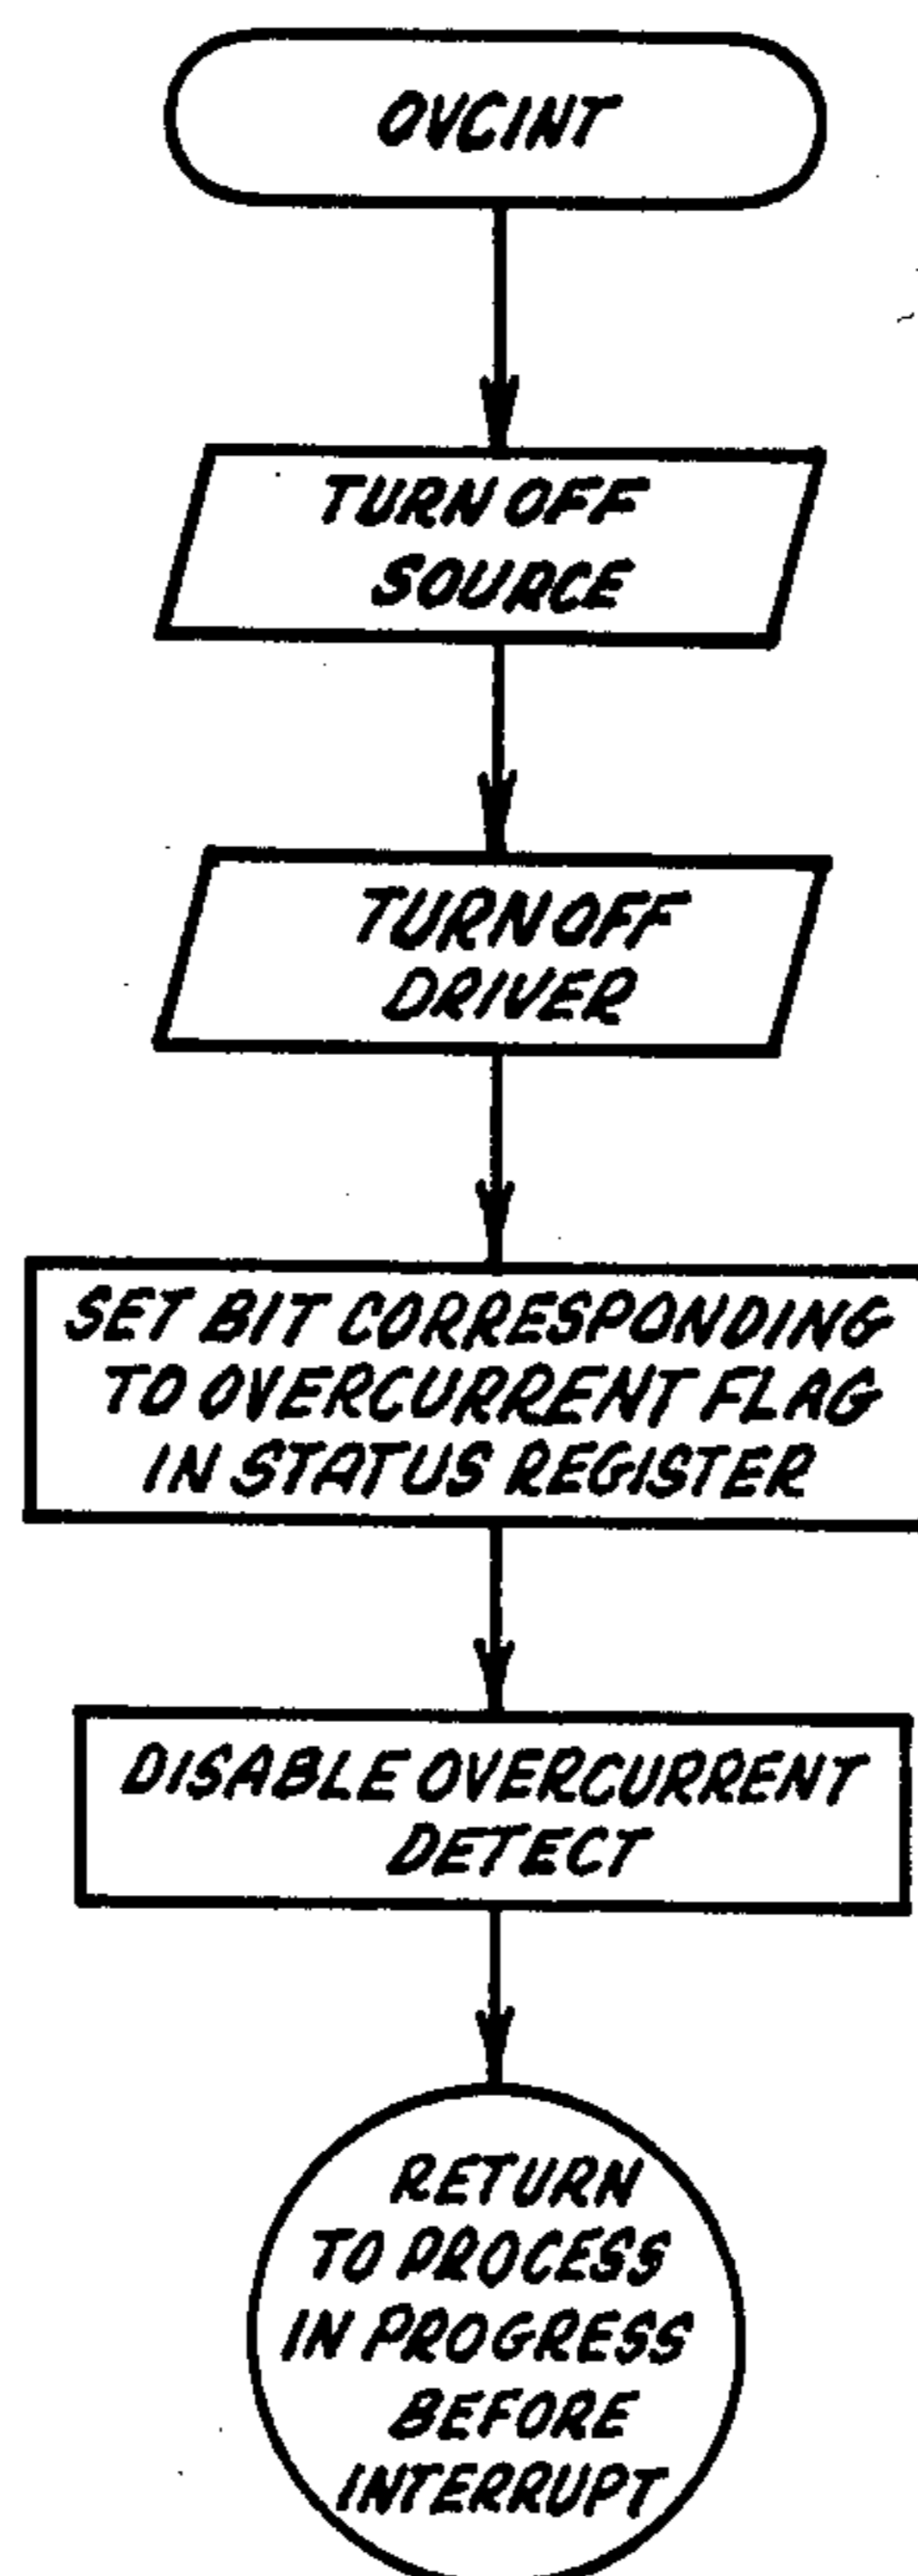 OVCINT
TURN OFF
SOURCE
TURN OFF
DRIVER
SET BIT CORRESPONDING
TO OVERCURRENT FLAG
IN STATUS REGISTER
DISABLE OVERCURRENT
DETECT
RETURN
TO PROCESS
IN PROGRESS
BEFORE
INTERRUPT